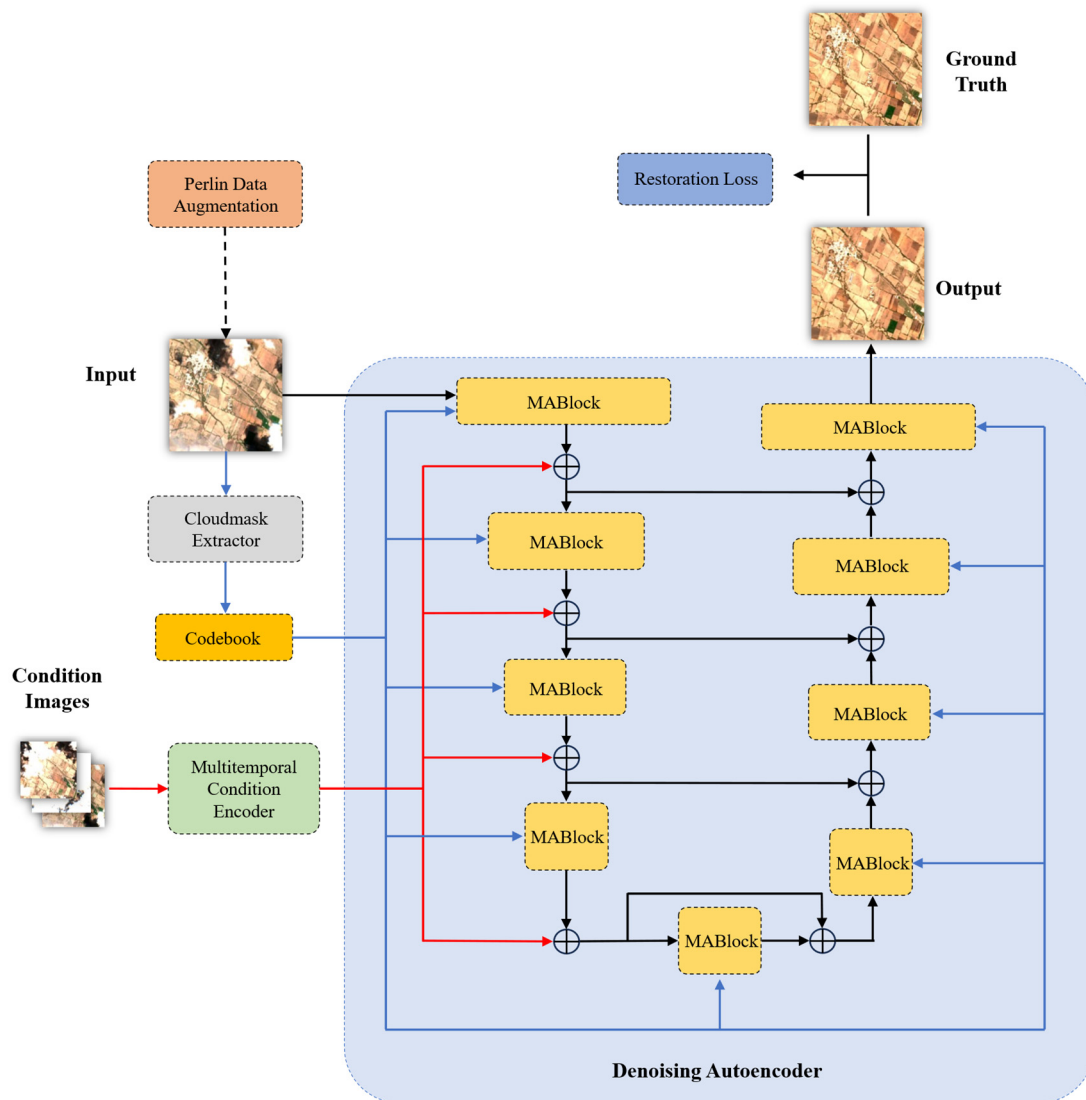 Ground
Truth
Restoration Loss
Perlin Data
Augmentation
Output
Input
MABlock
MABlock
Cloudmask
Extractor
MABlock
MABlock
Codebook
Condition
Images
MABlock
MABlock
Multitemporal
Condition
Encoder
MABlock
MABlock
MABlock
Denoising Autoencoder